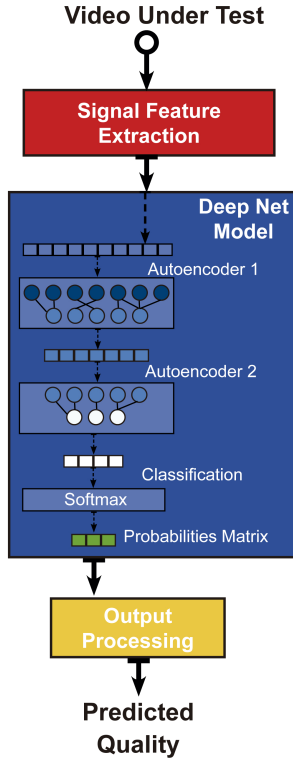 Video Under Test
Signal Feature
Extraction
Deep Net
Model
Autoencoder 1
Autoencoder 2
Classification
Softmax
Probabilities Matrix
Output
Processing
Predicted
Quality